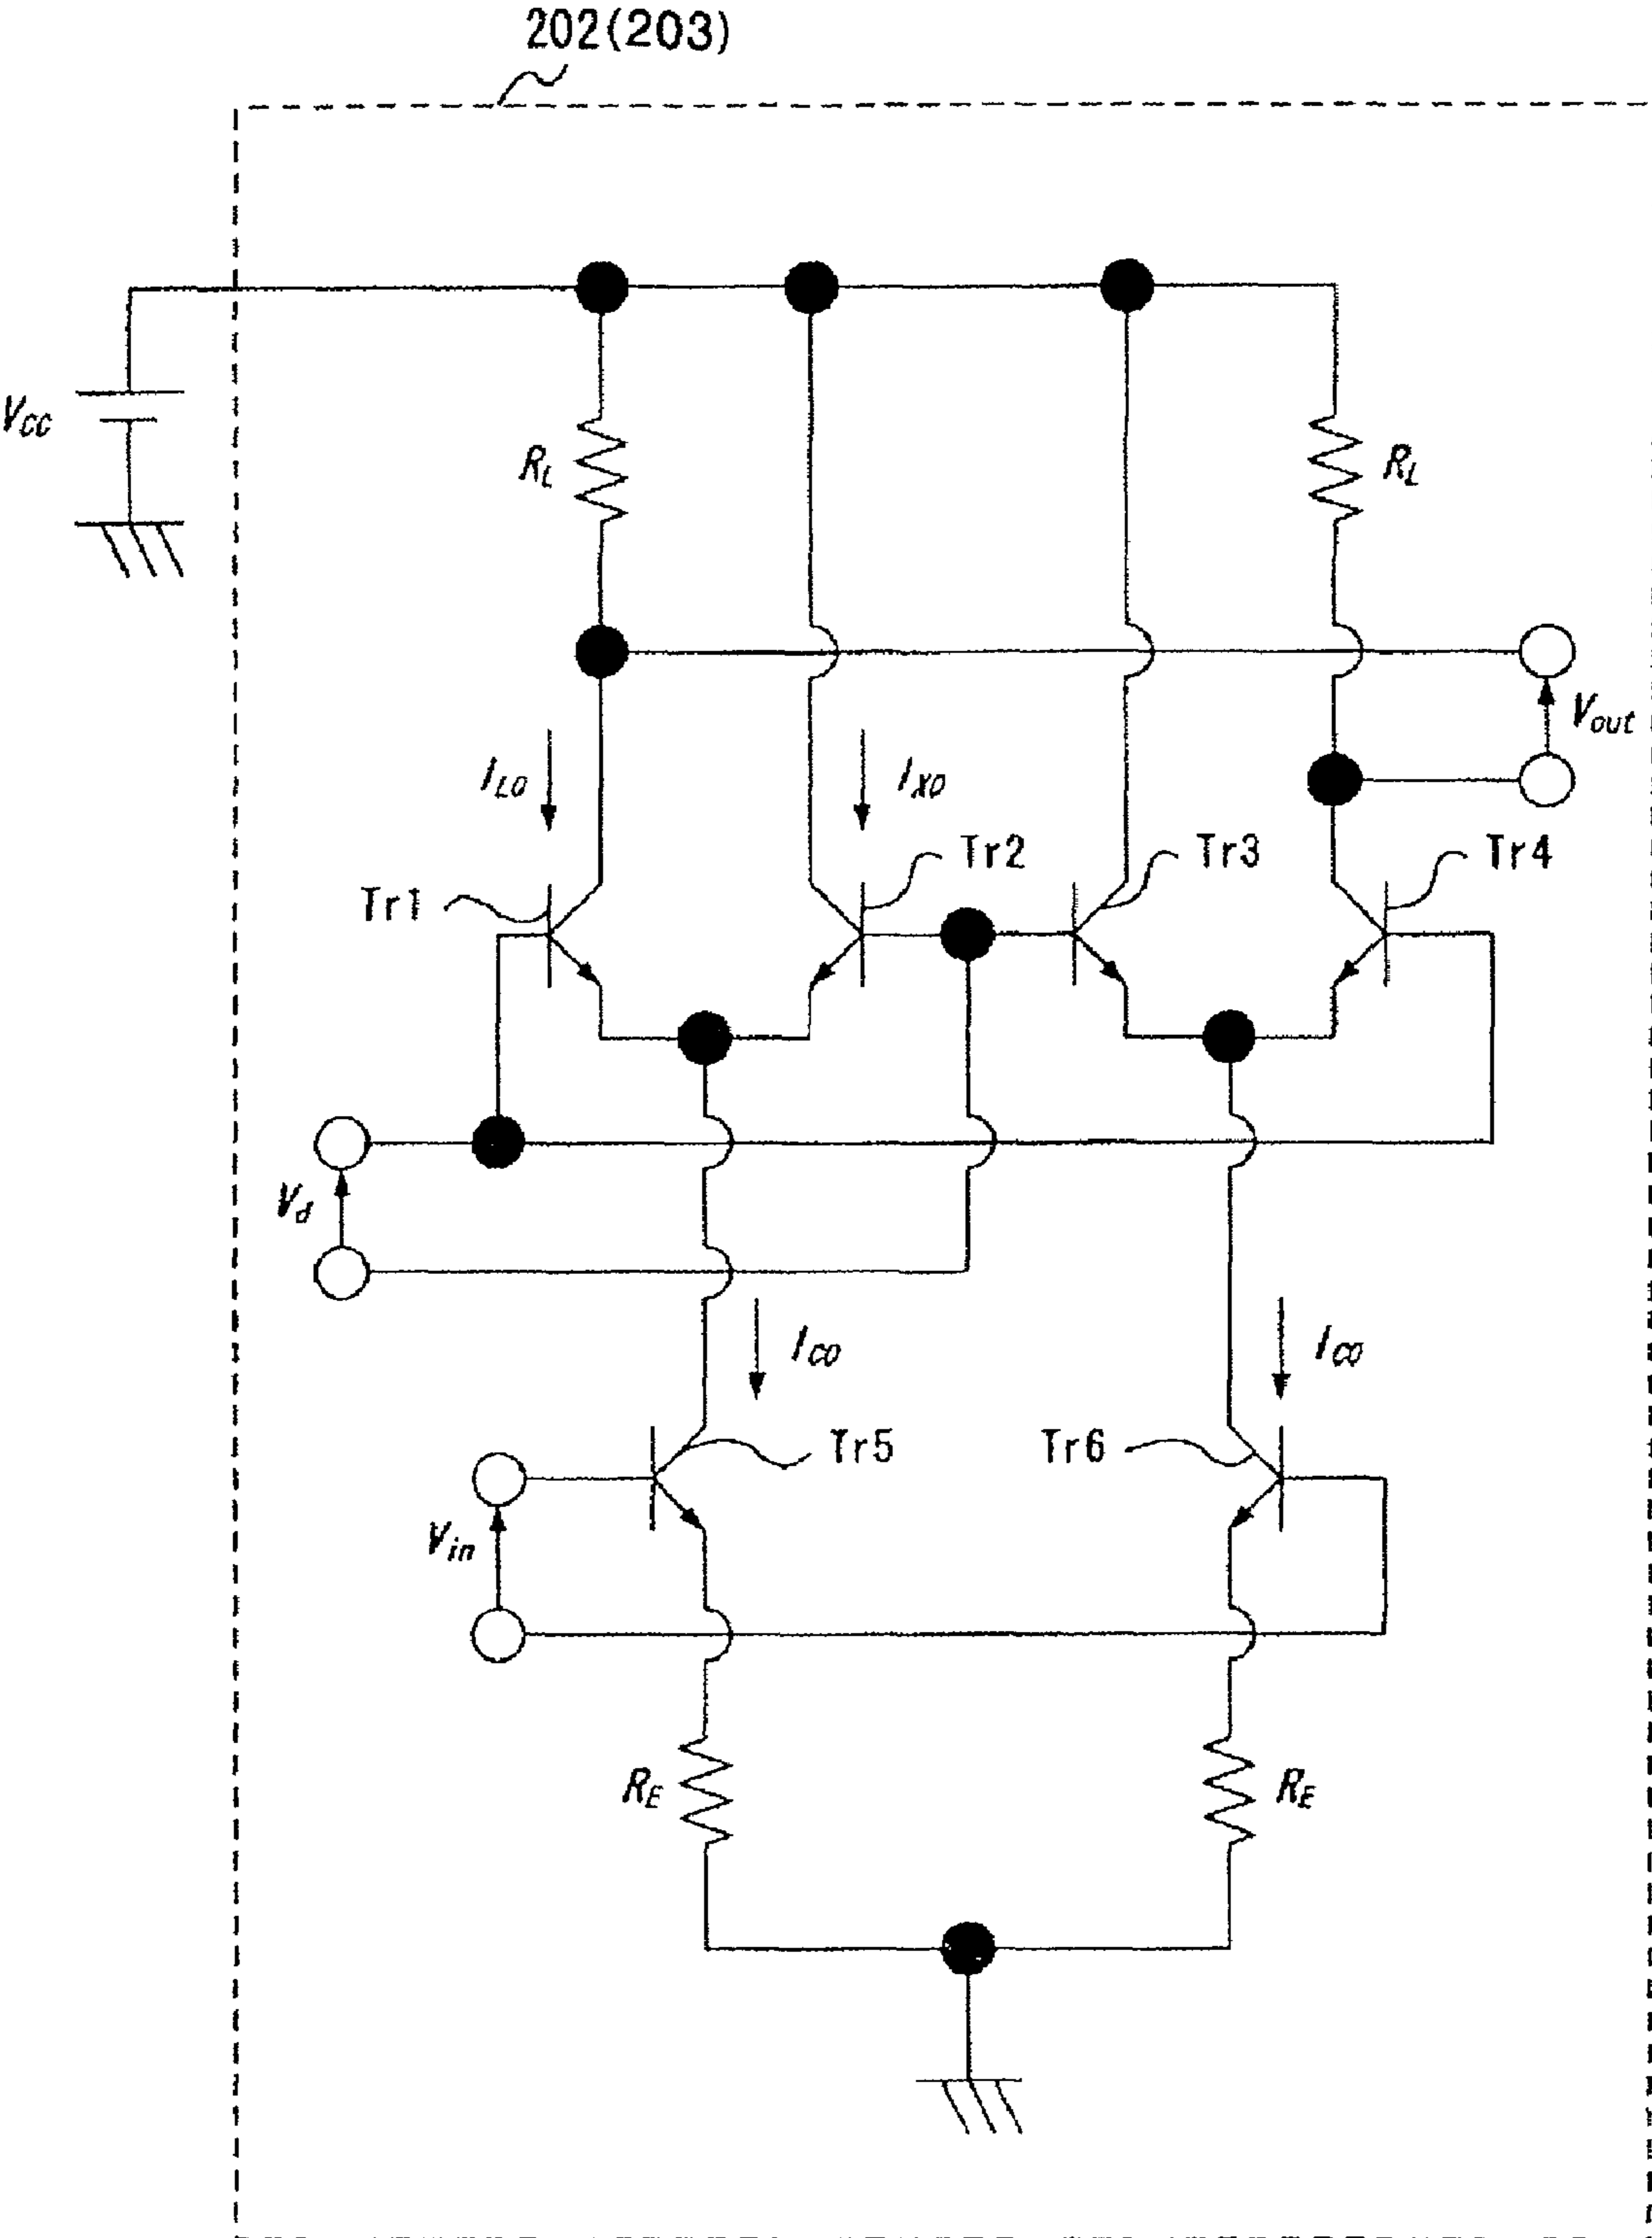 202(203)
VCC
RL
RL
Vout
ILO
IXO
Tr1
Tr2
Tr3
Tr4
Vd
ICO
ICO
Tr5
Tr6
Vin
RE
RE